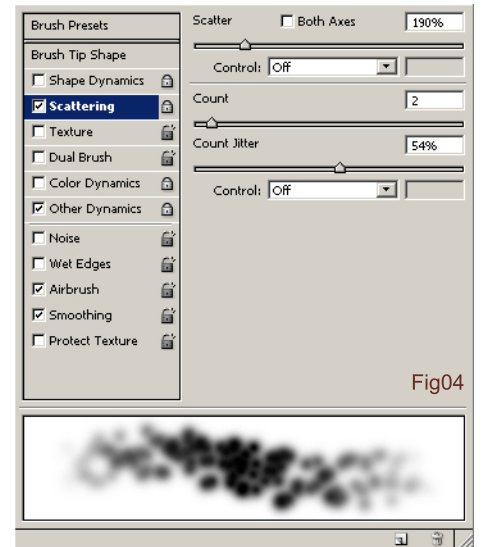 Brush Presets
Brush Tip Shape
Shape Dynamics
Scattering
Texture
Dual Brush
Color Dynamics
Other Dynamics
Noise
Wet Edges
Airbrush
Smoothing
Protect Texture
Scatter Both Axes 190%
Control: Off
Count 2
Count Jitter 54%
Control: Off
Fig04